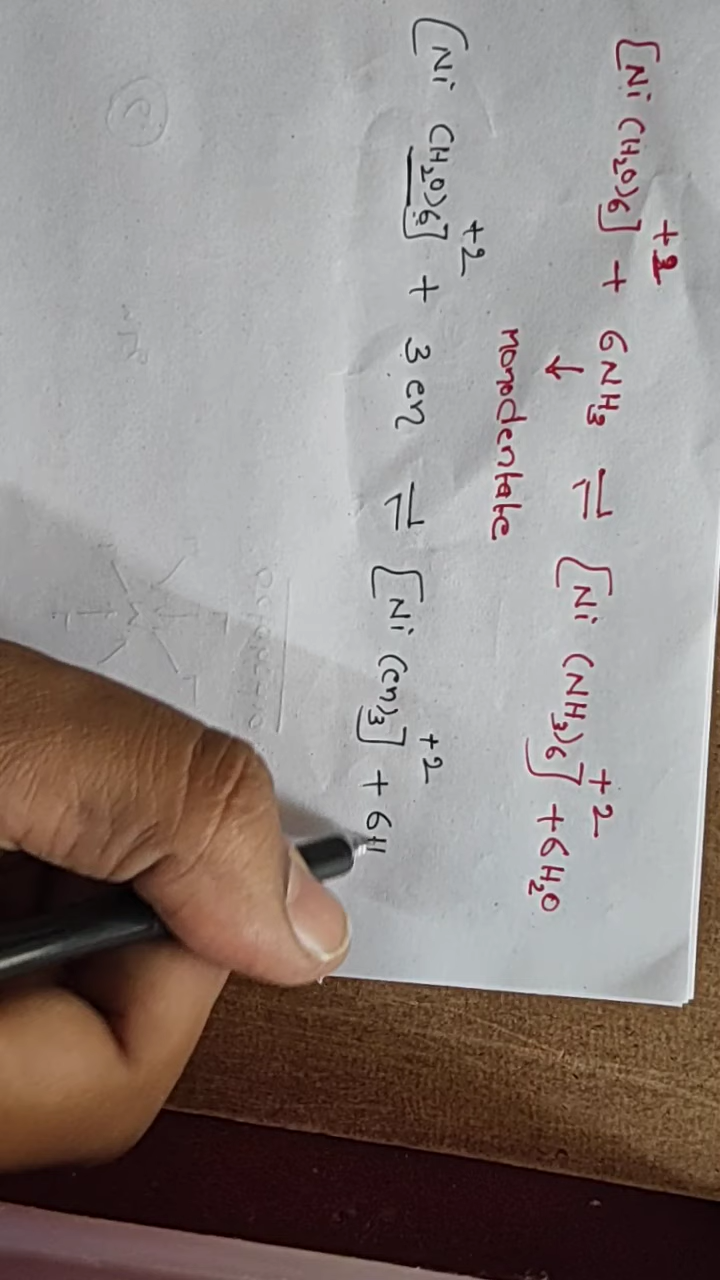 [Ni (H₂O)₆]⁺² + 6NH₃ ⇌ [Ni (NH₃)₆]⁺² + 6H₂O
↓
monodentate
[Ni (H₂O)₆]⁺² + 3 en ⇌ [Ni (en)₃]⁺² + 6H